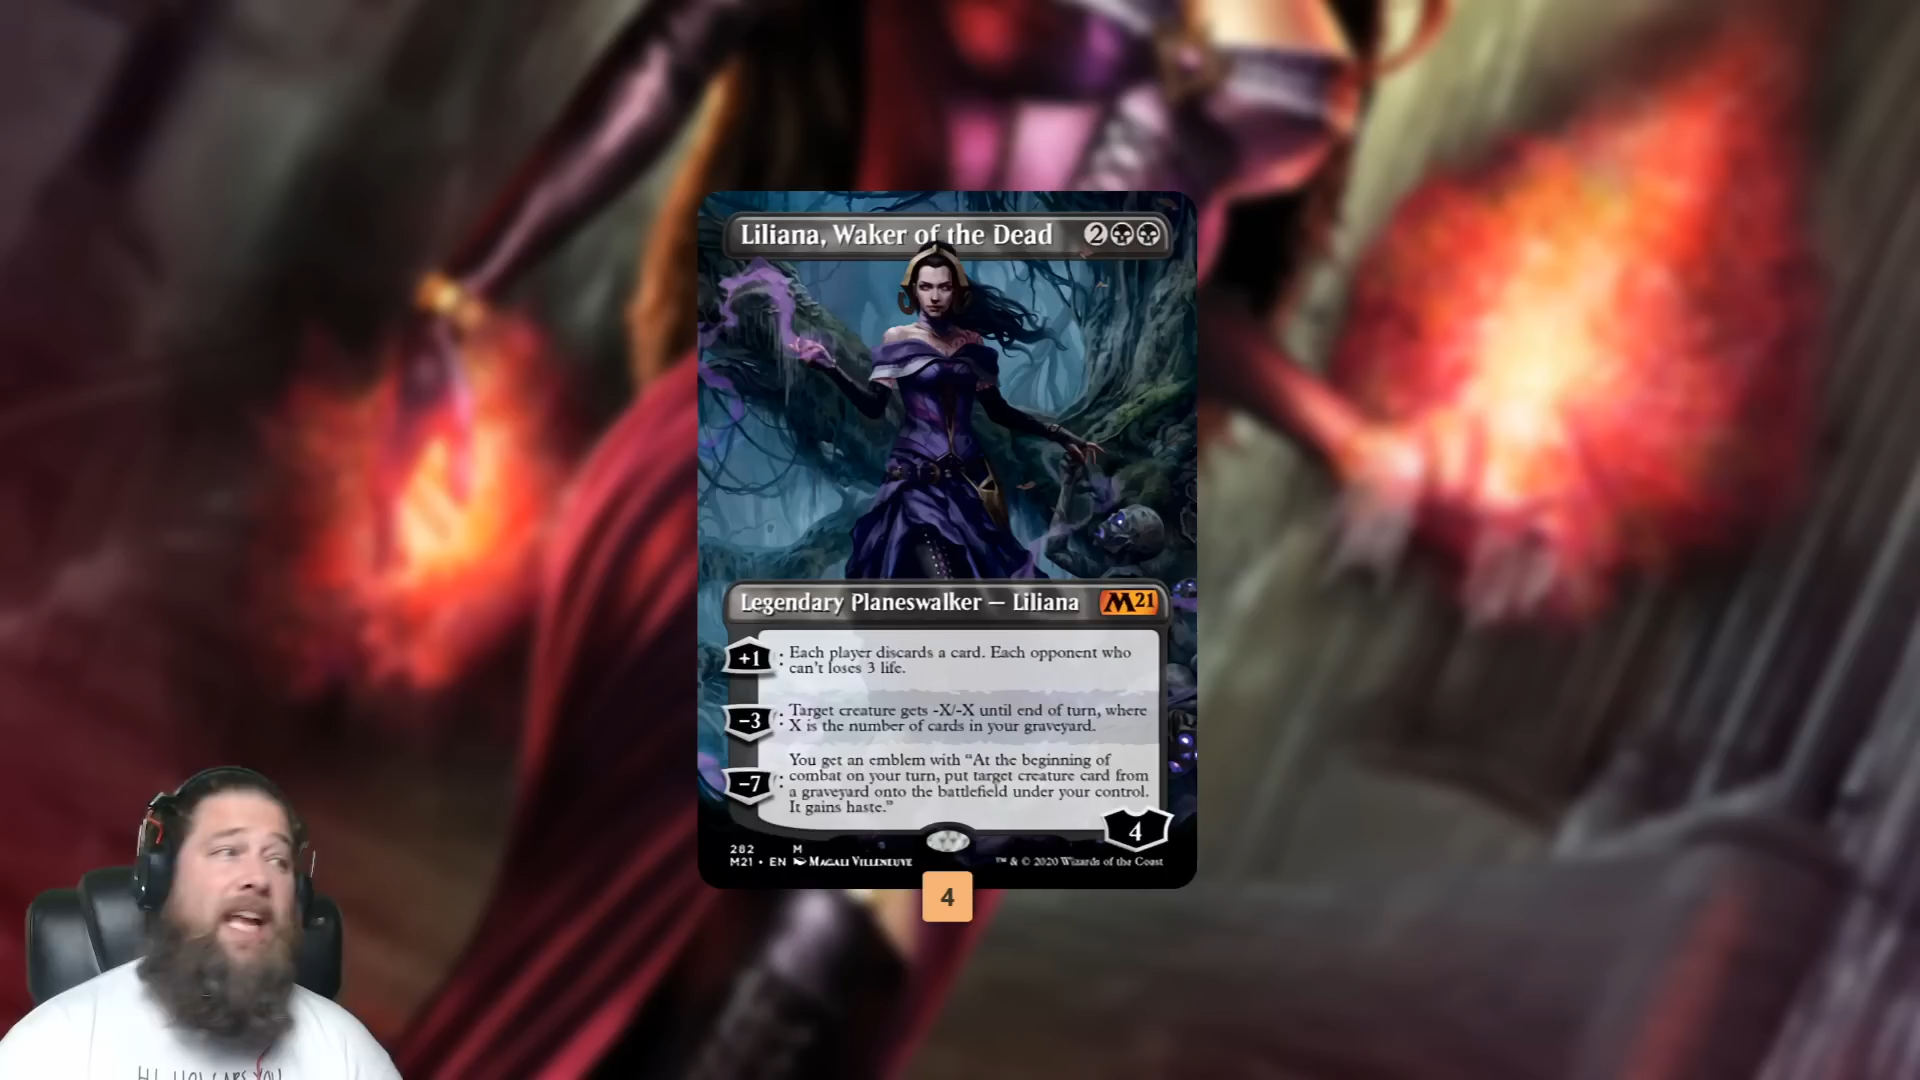 Liliana, Waker of the Dead 2
Legendary Planeswalker — Liliana M21
+1 : Each player discards a card. Each opponent who
can't loses 3 life.
-3 : Target creature gets -X/-X until end of turn, where
X is the number of cards in your graveyard.
You get an emblem with “At the beginning of
-7 : combat on your turn, put target creature card from
a graveyard onto the battlefield under your control.
It gains haste.”
4
282 M
M21 • EN Magali Villeneuve ™ & © 2020 Wizards of the Coast
4
HI HOW ARE YOU